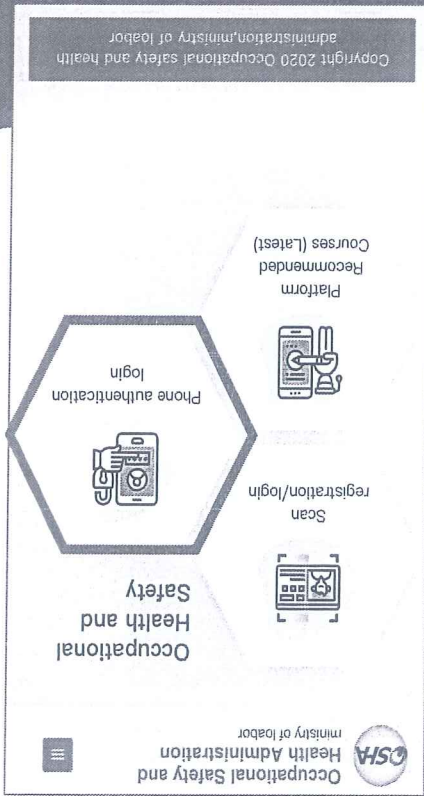 OSHA
Occupational Safety and
Health Administration
ministry of loabor
Occupational
Health and
Safety
Scan
registration/login
Phone authentication
login
Platform
Recommended
Courses (Latest)
Copyright 2020 Occupational safety and health
administration,ministry of loabor